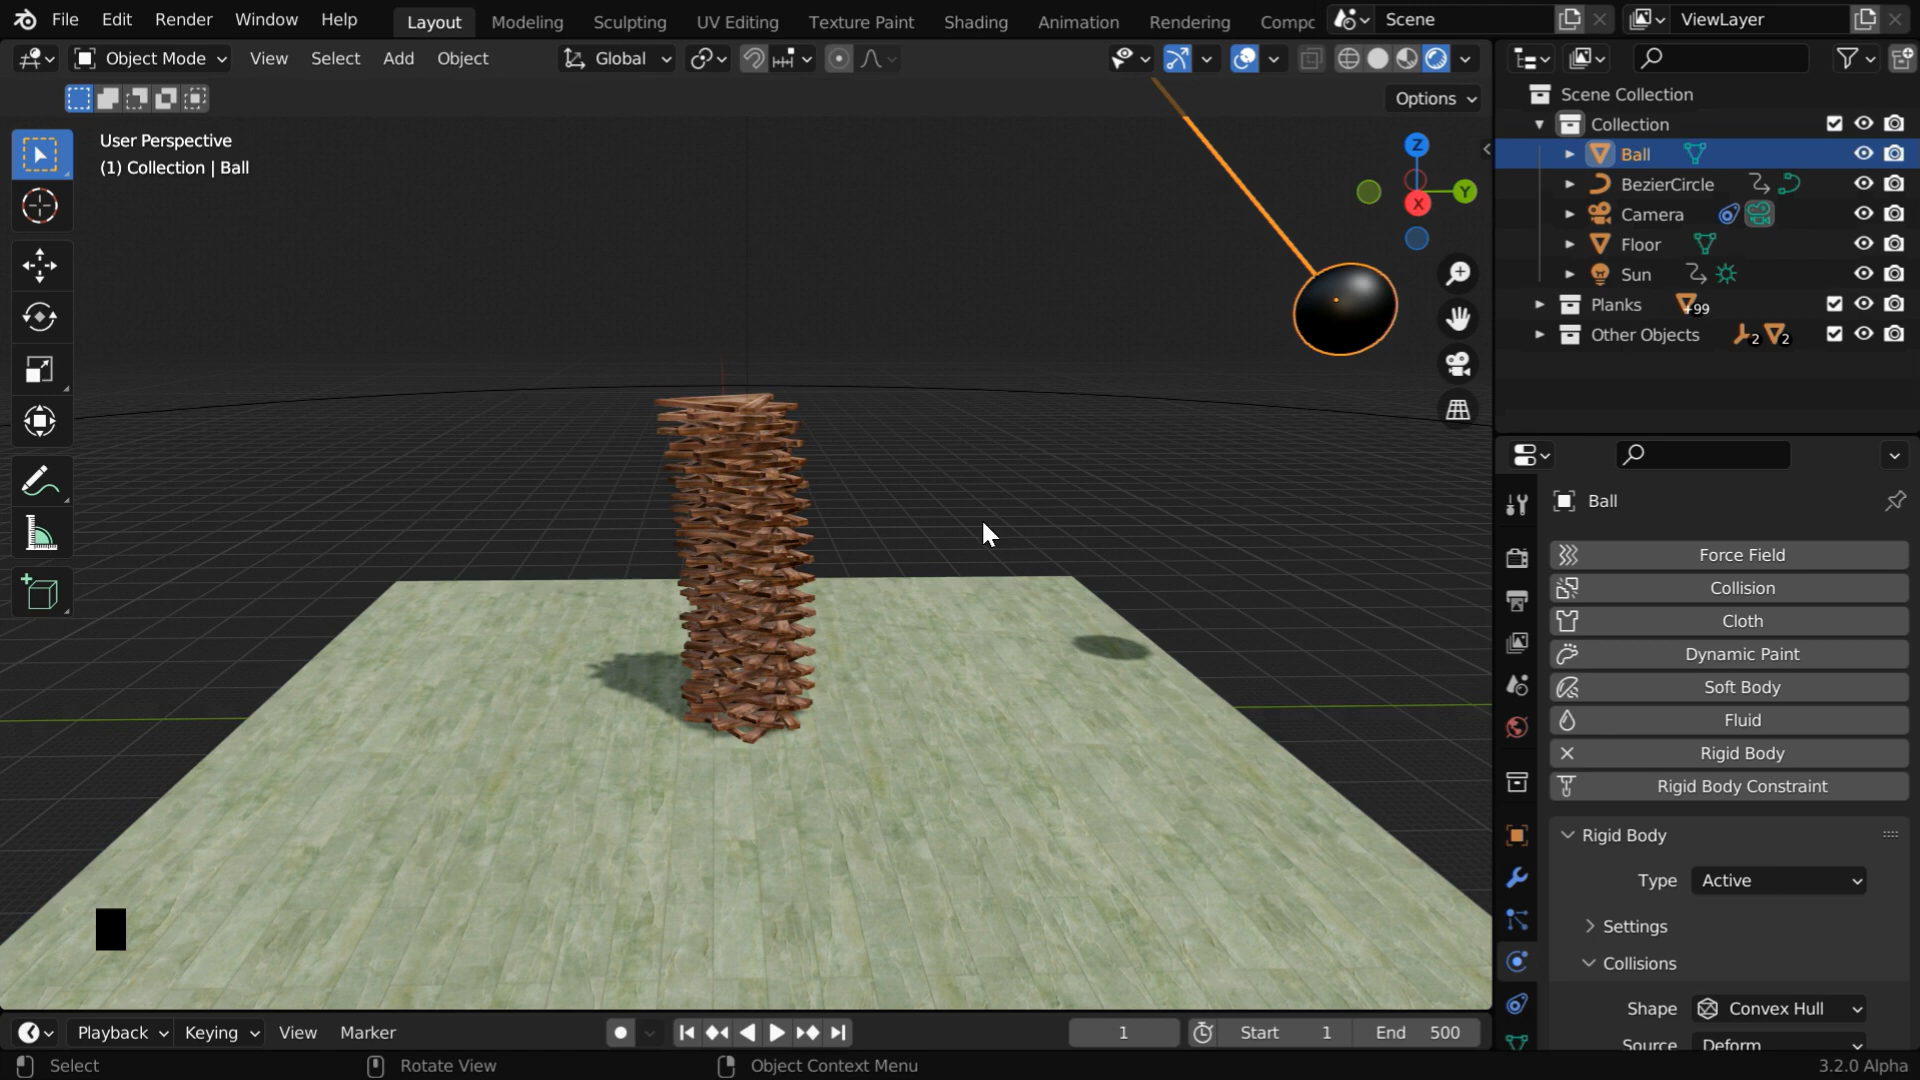 File Edit Render Window Help Layout Modeling Sculpting UV Editing Texture Paint Shading Animation Rendering Compc Scene ViewLayer
Object Mode View Select Add Object Global
Options
User Perspective
(1) Collection | Ball
Z
Y
X
Scene Collection
Collection
Ball
BezierCircle
Camera
Floor
Sun
Planks +99
Other Objects 2 2
Ball
Force Field
Collision
Cloth
Dynamic Paint
Soft Body
Fluid
Rigid Body
Rigid Body Constraint
Rigid Body
Type Active
Settings
Collisions
Shape Convex Hull
Source Deform
Playback Keying View Marker 1 Start 1 End 500
Select Rotate View Object Context Menu 3.2.0 Alpha